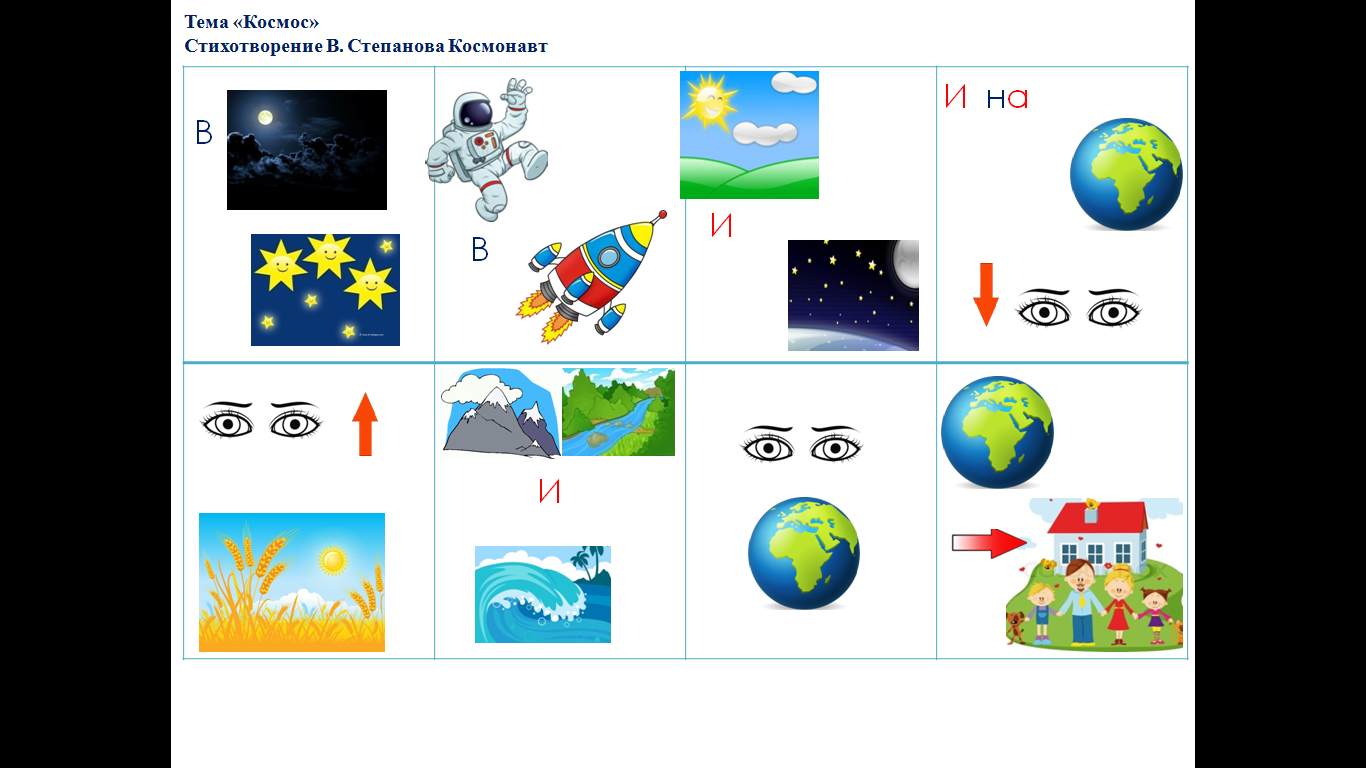 Тема «Космос»
Стихотворение В. Степанова Космонавт
В
В
И
И на
И